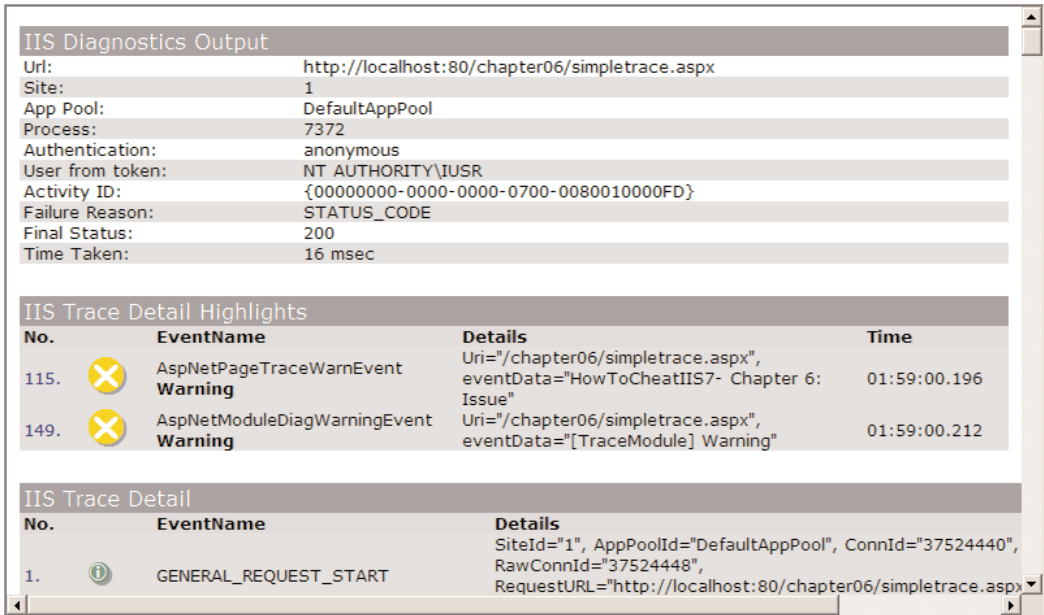 IIS Diagnostics Output
Url: http://localhost:80/chapter06/simpletrace.aspx
Site: 1
App Pool: DefaultAppPool
Process: 7372
Authentication: anonymous
User from token: NT AUTHORITY\IUSR
Activity ID: {00000000-0000-0000-0700-0080010000FD}
Failure Reason: STATUS_CODE
Final Status: 200
Time Taken: 16 msec
IIS Trace Detail Highlights
No. EventName Details Time
115. AspNetPageTraceWarnEvent Warning Uri="/chapter06/simpletrace.aspx", eventData="HowToCheatIIS7- Chapter 6: Issue" 01:59:00.196
149. AspNetModuleDiagWarningEvent Warning Uri="/chapter06/simpletrace.aspx", eventData="[TraceModule] Warning" 01:59:00.212
IIS Trace Detail
No. EventName Details
1. GENERAL_REQUEST_START SiteId="1", AppPoolId="DefaultAppPool", ConnId="37524440", RawConnId="37524448", RequestURL="http://localhost:80/chapter06/simpletrace.aspx